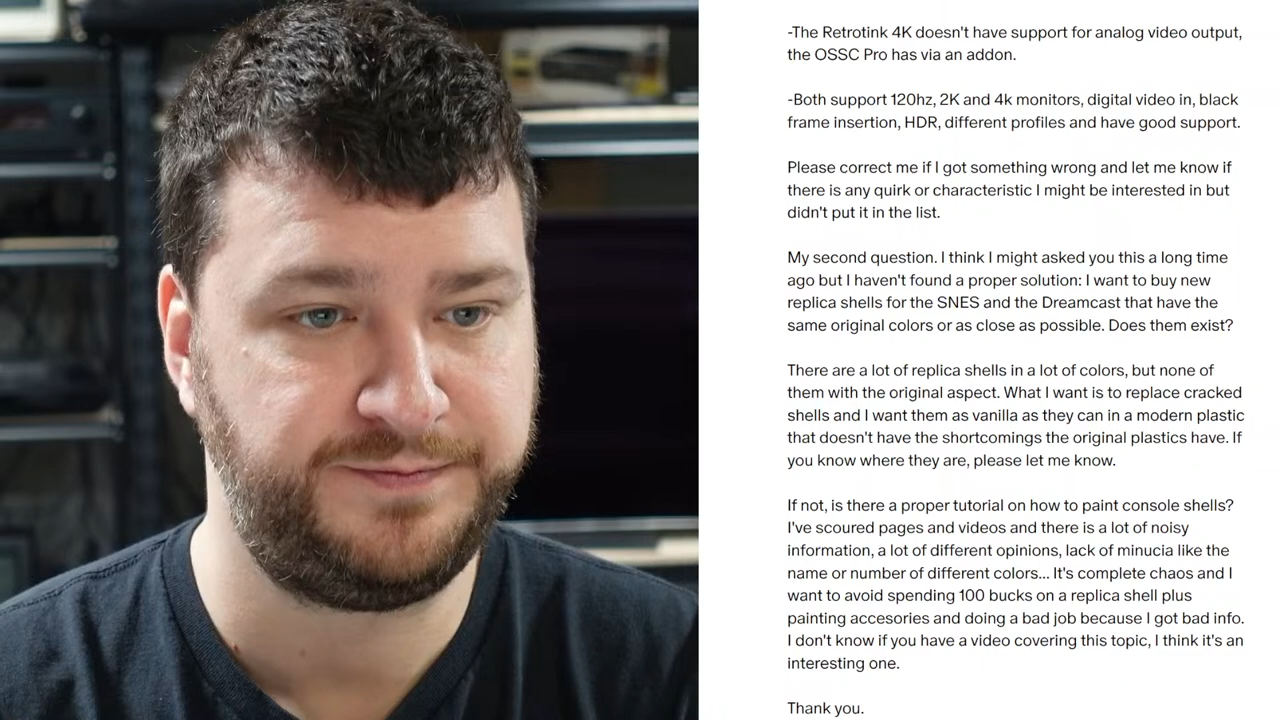 -The Retrotink 4K doesn't have support for analog video output,
the OSSC Pro has via an addon.
-Both support 120hz, 2K and 4k monitors, digital video in, black
frame insertion, HDR, different profiles and have good support.
Please correct me if I got something wrong and let me know if
there is any quirk or characteristic I might be interested in but
didn't put it in the list.
My second question. I think I might asked you this a long time
ago but I haven't found a proper solution: I want to buy new
replica shells for the SNES and the Dreamcast that have the
same original colors or as close as possible. Does them exist?
There are a lot of replica shells in a lot of colors, but none of
them with the original aspect. What I want is to replace cracked
shells and I want them as vanilla as they can in a modern plastic
that doesn't have the shortcomings the original plastics have. If
you know where they are, please let me know.
If not, is there a proper tutorial on how to paint console shells?
I've scoured pages and videos and there is a lot of noisy
information, a lot of different opinions, lack of minucia like the
name or number of different colors... It's complete chaos and I
want to avoid spending 100 bucks on a replica shell plus
painting accesories and doing a bad job because I got bad info.
I don't know if you have a video covering this topic, I think it's an
interesting one.
Thank you.